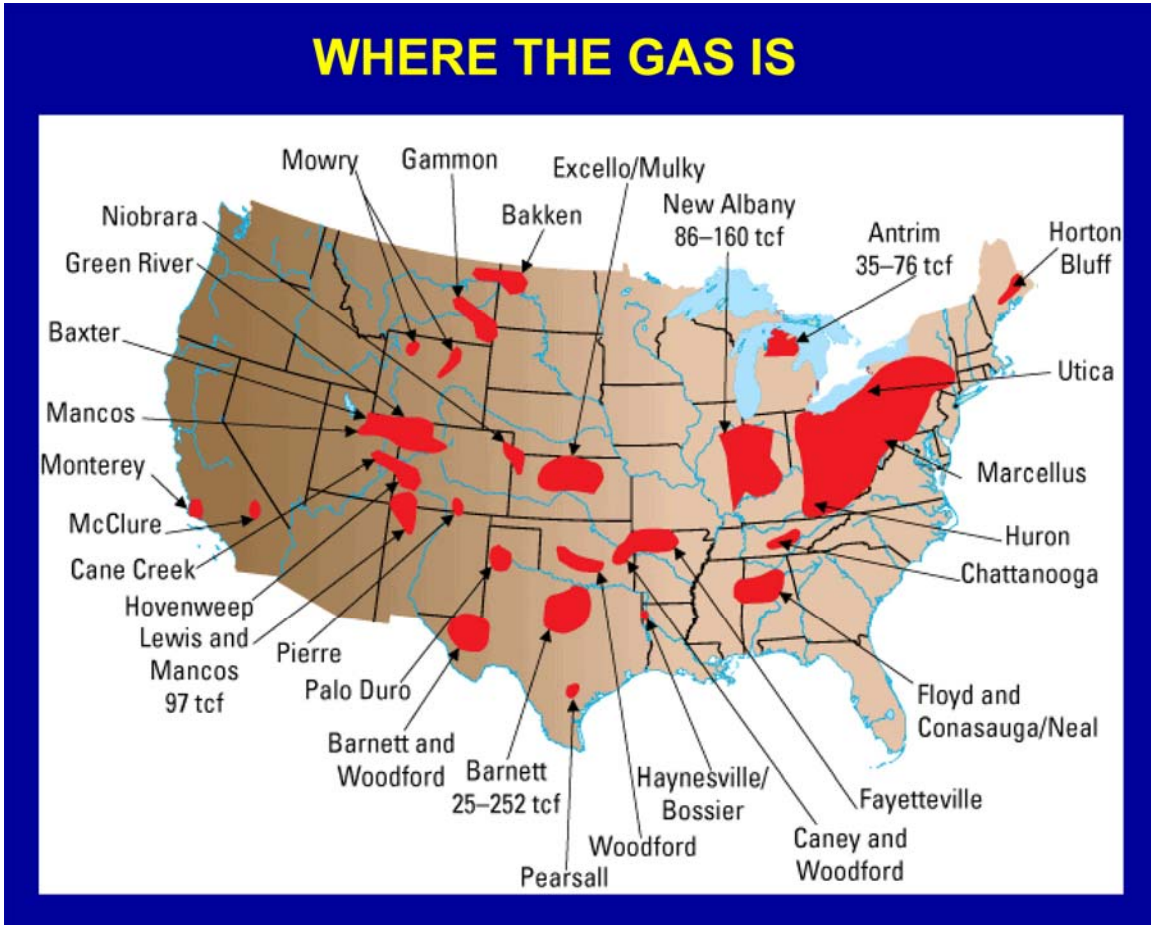 WHERE THE GAS IS
Mowry
Gammon
Excello/Mulky
Niobrara
Bakken
New Albany
86–160 tcf
Antrim
35–76 tcf
Horton
Bluff
Green River
Baxter
Utica
Mancos
Monterey
Marcellus
McClure
Huron
Cane Creek
Chattanooga
Hovenweep
Lewis and
Mancos
97 tcf
Pierre
Palo Duro
Floyd and
Conasauga/Neal
Barnett and
Woodford
Barnett
25–252 tcf
Haynesville/
Bossier
Fayetteville
Woodford
Caney and
Woodford
Pearsall